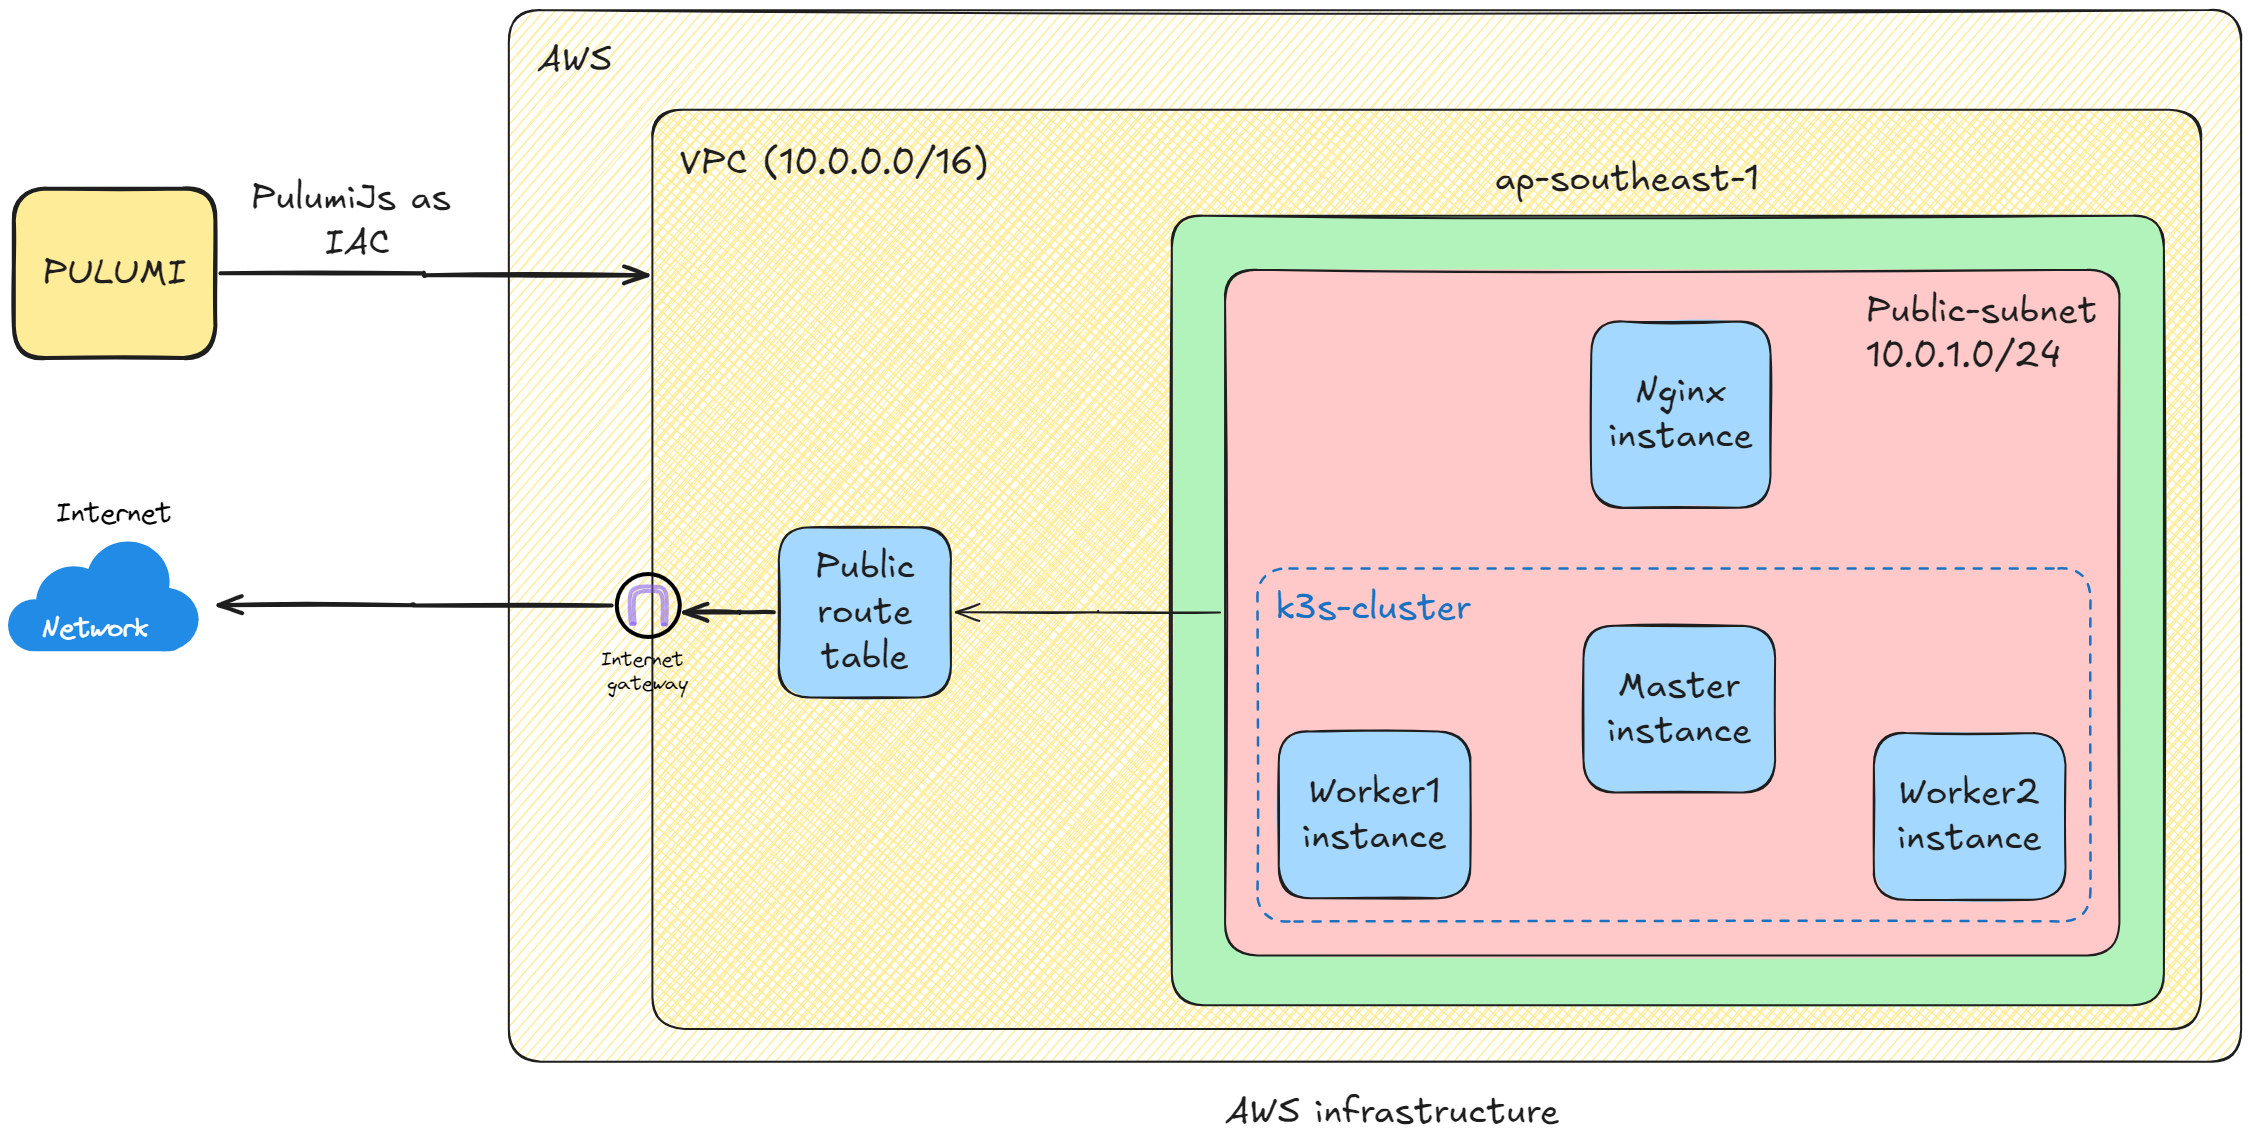 AWS
VPC (10.0.0.0/16)
ap-southeast-1
PulumiJs as
IAC
PULUMI
Public-subnet
10.0.1.0/24
Nginx
instance
Internet
Network
Internet
gateway
Public
route
table
k3s-cluster
Master
instance
Worker1
instance
Worker2
instance
AWS infrastructure